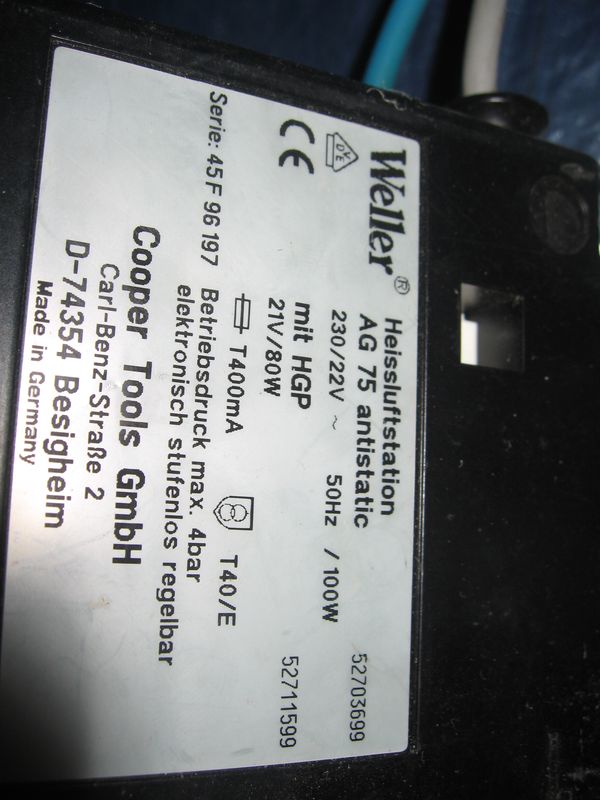 Weller®
Heissluftstation
AG 75 antistatic
230/22V ~ 50Hz / 100W 52703699
VDE
CE
mit HGP
21V/80W 52711599
T400mA T40/E
Serie: 45F 96197 Betriebsdruck max. 4bar
elektronisch stufenlos regelbar
Cooper Tools GmbH
Carl-Benz-Straße 2
D-74354 Besigheim
Made in Germany